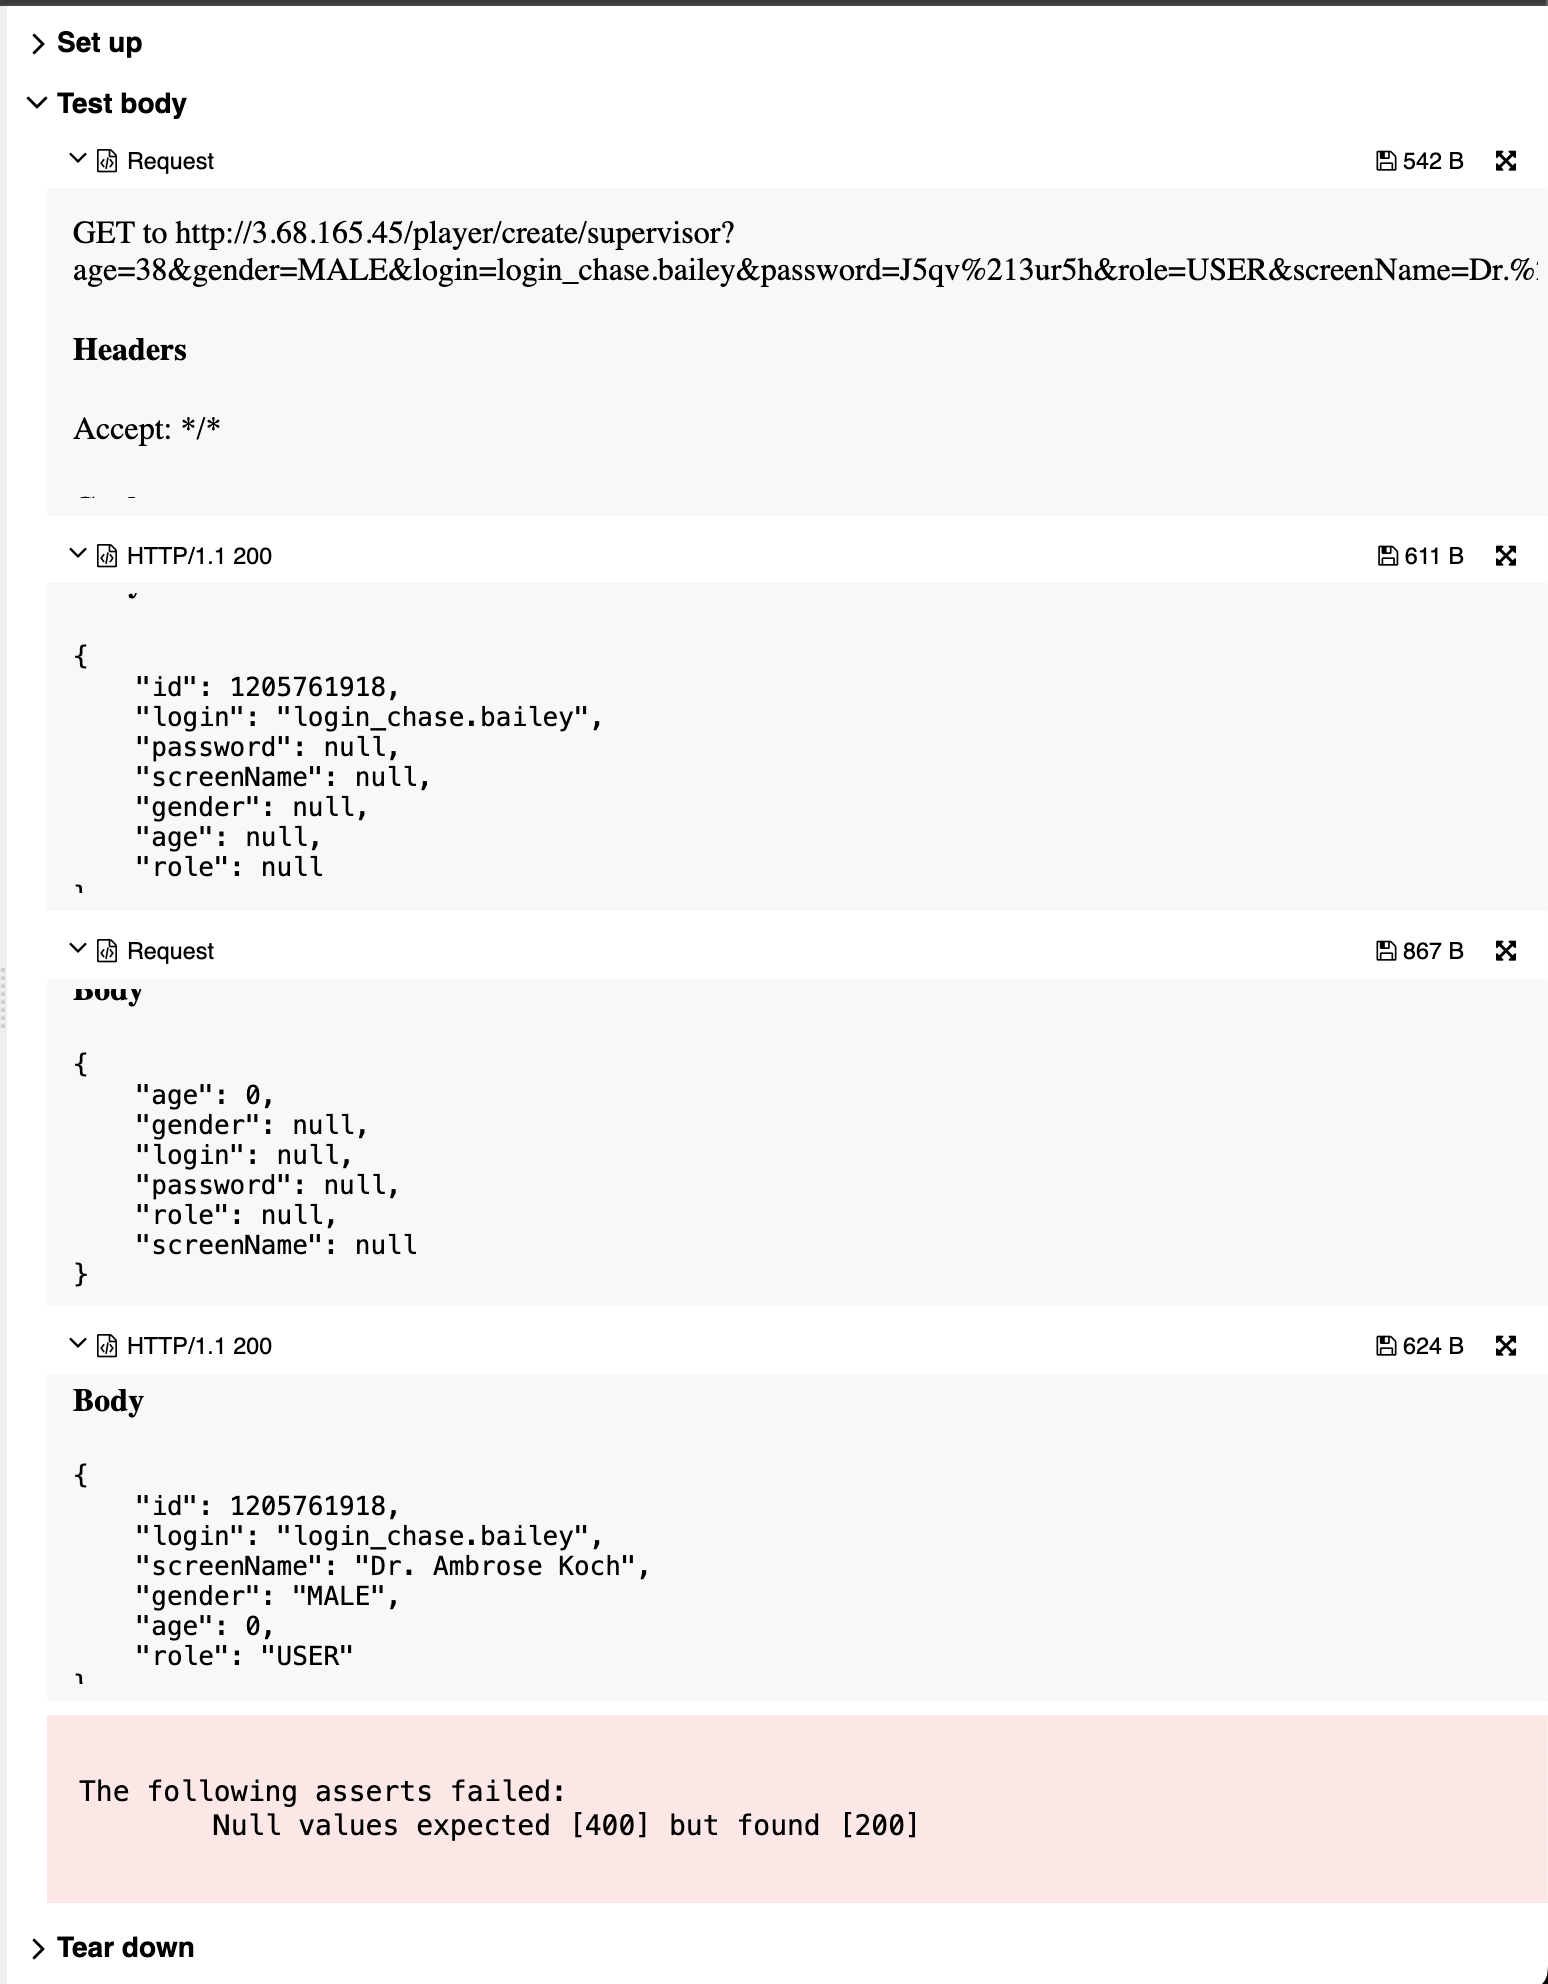 Set up
Test body
Request 542 B
GET to http://3.68.165.45/player/create/supervisor?
age=38&gender=MALE&login=login_chase.bailey&password=J5qv%213ur5h&role=USER&screenName=Dr.%
Headers
Accept: */*
HTTP/1.1 200 611 B
{
"id": 1205761918,
"login": "login_chase.bailey",
"password": null,
"screenName": null,
"gender": null,
"age": null,
"role": null
Request 867 B
Body
{
"age": 0,
"gender": null,
"login": null,
"password": null,
"role": null,
"screenName": null
}
HTTP/1.1 200 624 B
Body
{
"id": 1205761918,
"login": "login_chase.bailey",
"screenName": "Dr. Ambrose Koch",
"gender": "MALE",
"age": 0,
"role": "USER"
The following asserts failed:
Null values expected [400] but found [200]
Tear down